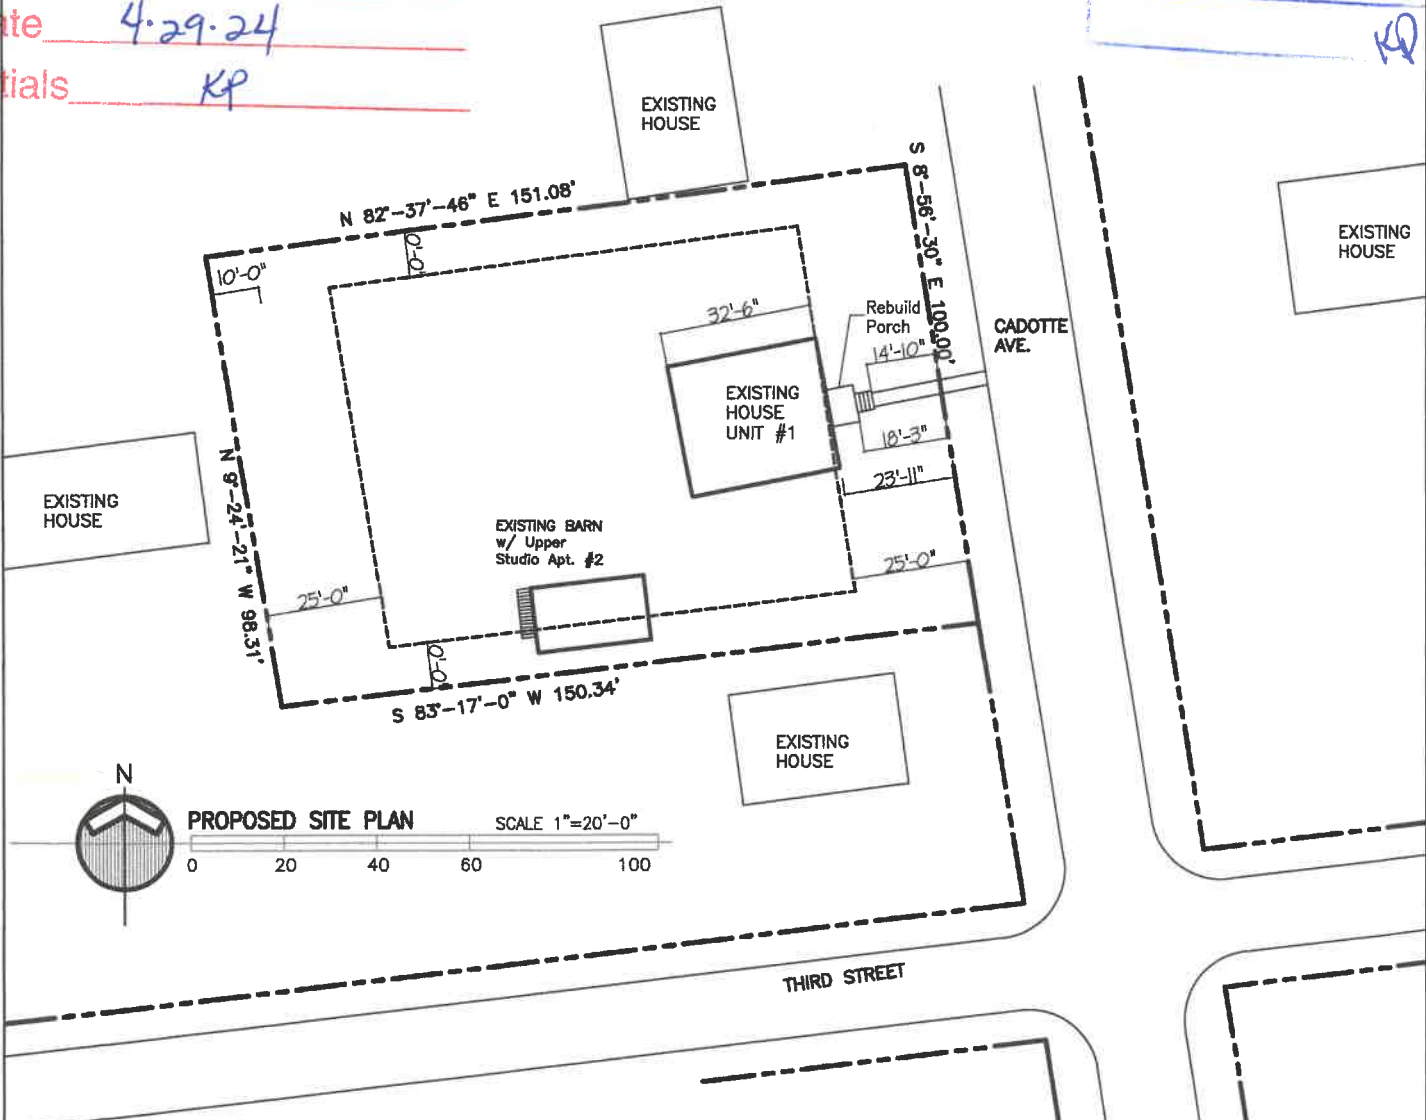 ate 4·29·24
tials KP
KP
EXISTING
HOUSE
N 82°-37'-46" E 151.08'
S 8°-56'-30" E 100.00'
10'-0"
0'-0"
EXISTING
HOUSE
32'-6"
Rebuild
Porch
14'-10"
CADOTTE
AVE.
EXISTING
HOUSE
UNIT #1
18'-3"
23'-11"
N 9°-24'-21" W 98.31'
EXISTING
HOUSE
EXISTING BARN
w/ Upper
Studio Apt. #2
25'-0"
25'-0"
0'-0"
S 83°-17'-0" W 150.34'
EXISTING
HOUSE
N
PROPOSED SITE PLAN SCALE 1"=20'-0"
0 20 40 60 100
THIRD STREET